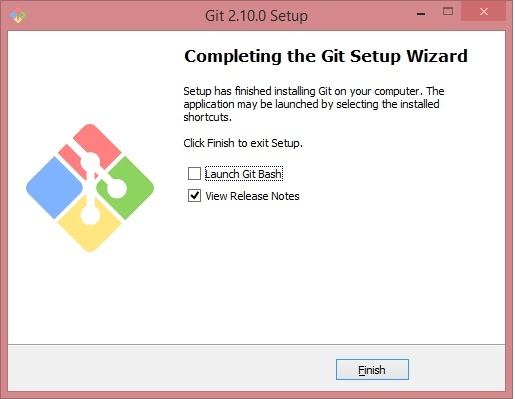 Git 2.10.0 Setup
Completing the Git Setup Wizard
Setup has finished installing Git on your computer. The
application may be launched by selecting the installed
shortcuts.
Click Finish to exit Setup.
Launch Git Bash
View Release Notes
Finish